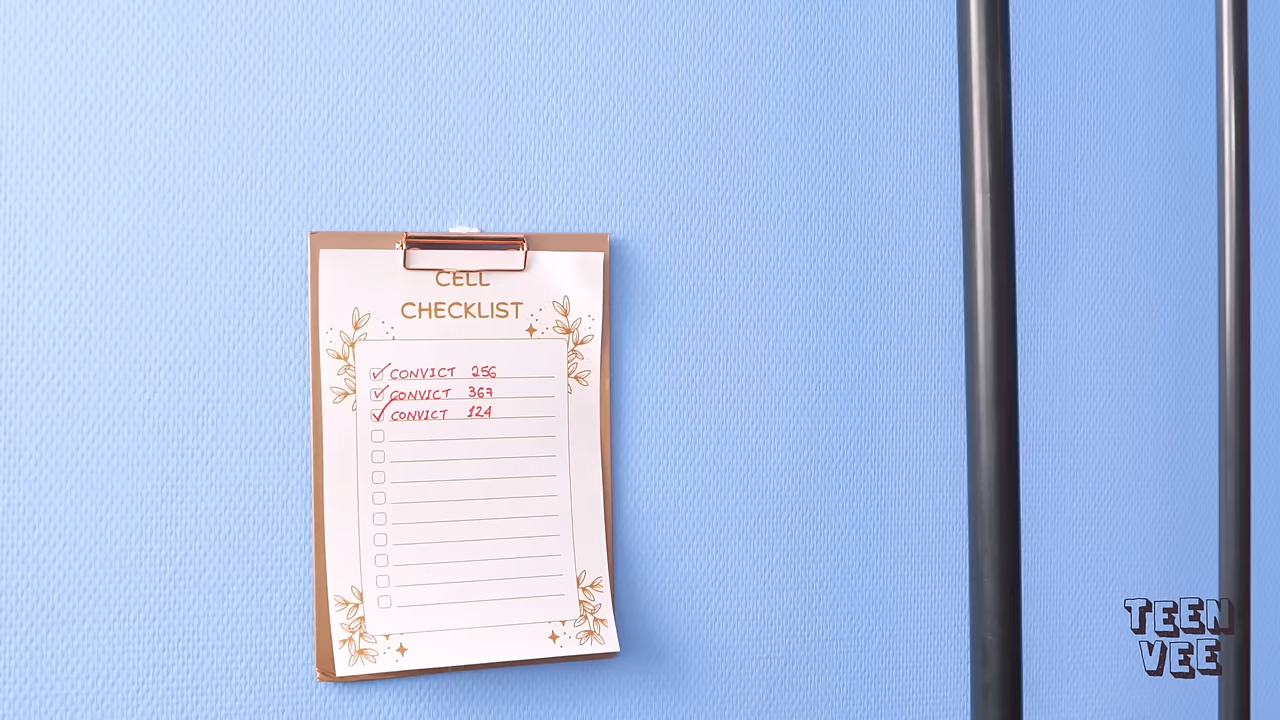 CELL
CHECKLIST
CONVICT 256
CONVICT 367
CONVICT 124
TEEN
VEE